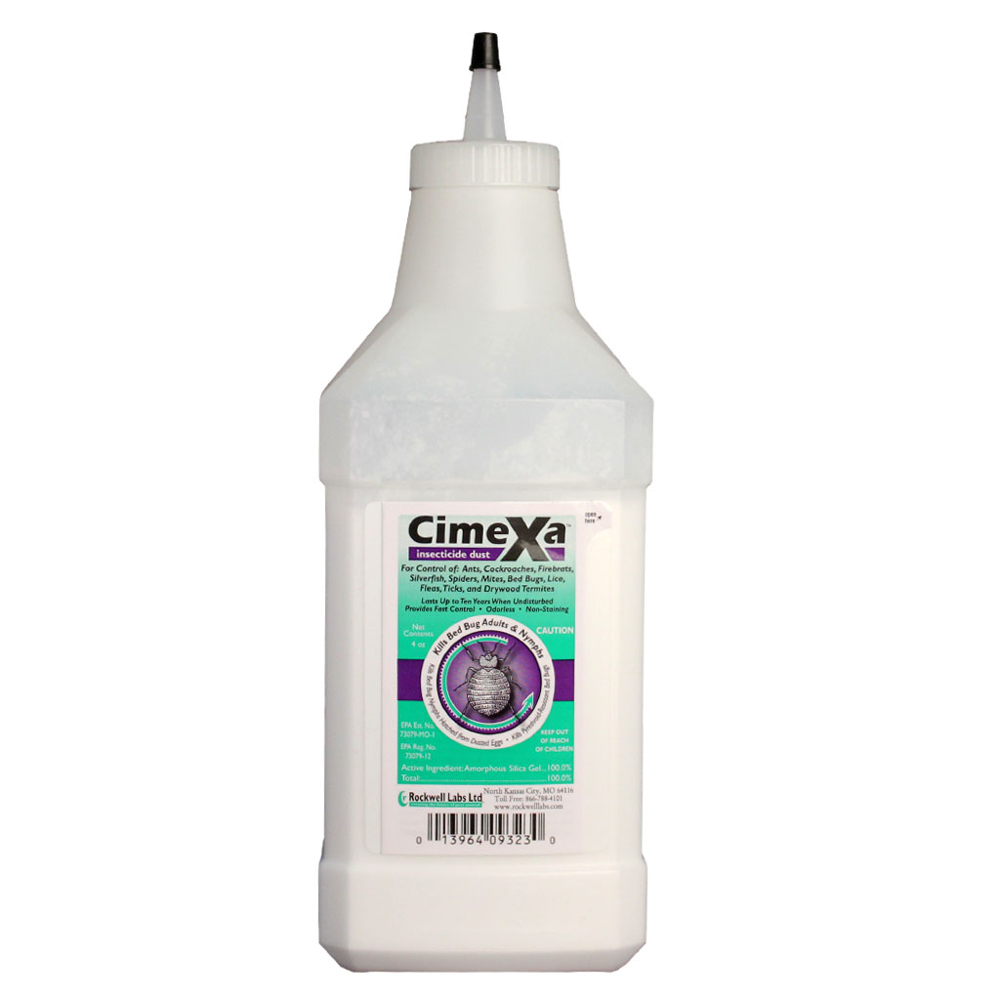 open
here
CimeXa™
insecticide dust
For Control of: Ants, Cockroaches, Firebrats,
Silverfish, Spiders, Mites, Bed Bugs, Lice,
Fleas, Ticks, and Drywood Termites
Lasts Up to Ten Years When Undisturbed
Provides Fast Control • Odorless • Non-Staining
Net
Contents
4 oz
CAUTION
Kills Bed Bug Adults & Nymphs
Kills Bed Bug Nymphs Hatched from Dusted Eggs • Kills Pyrethroid-Resistant Bed Bugs
EPA Est. No.
73079-MO-1
EPA Reg. No.
73079-12
KEEP OUT
OF REACH
OF CHILDREN
Active Ingredient: Amorphous Silica Gel...100.0%
Total:...100.0%
r Rockwell Labs Ltd
North Kansas City, MO 64116
Toll Free: 866-788-4101
www.rockwelllabs.com
0 13964 09323 0